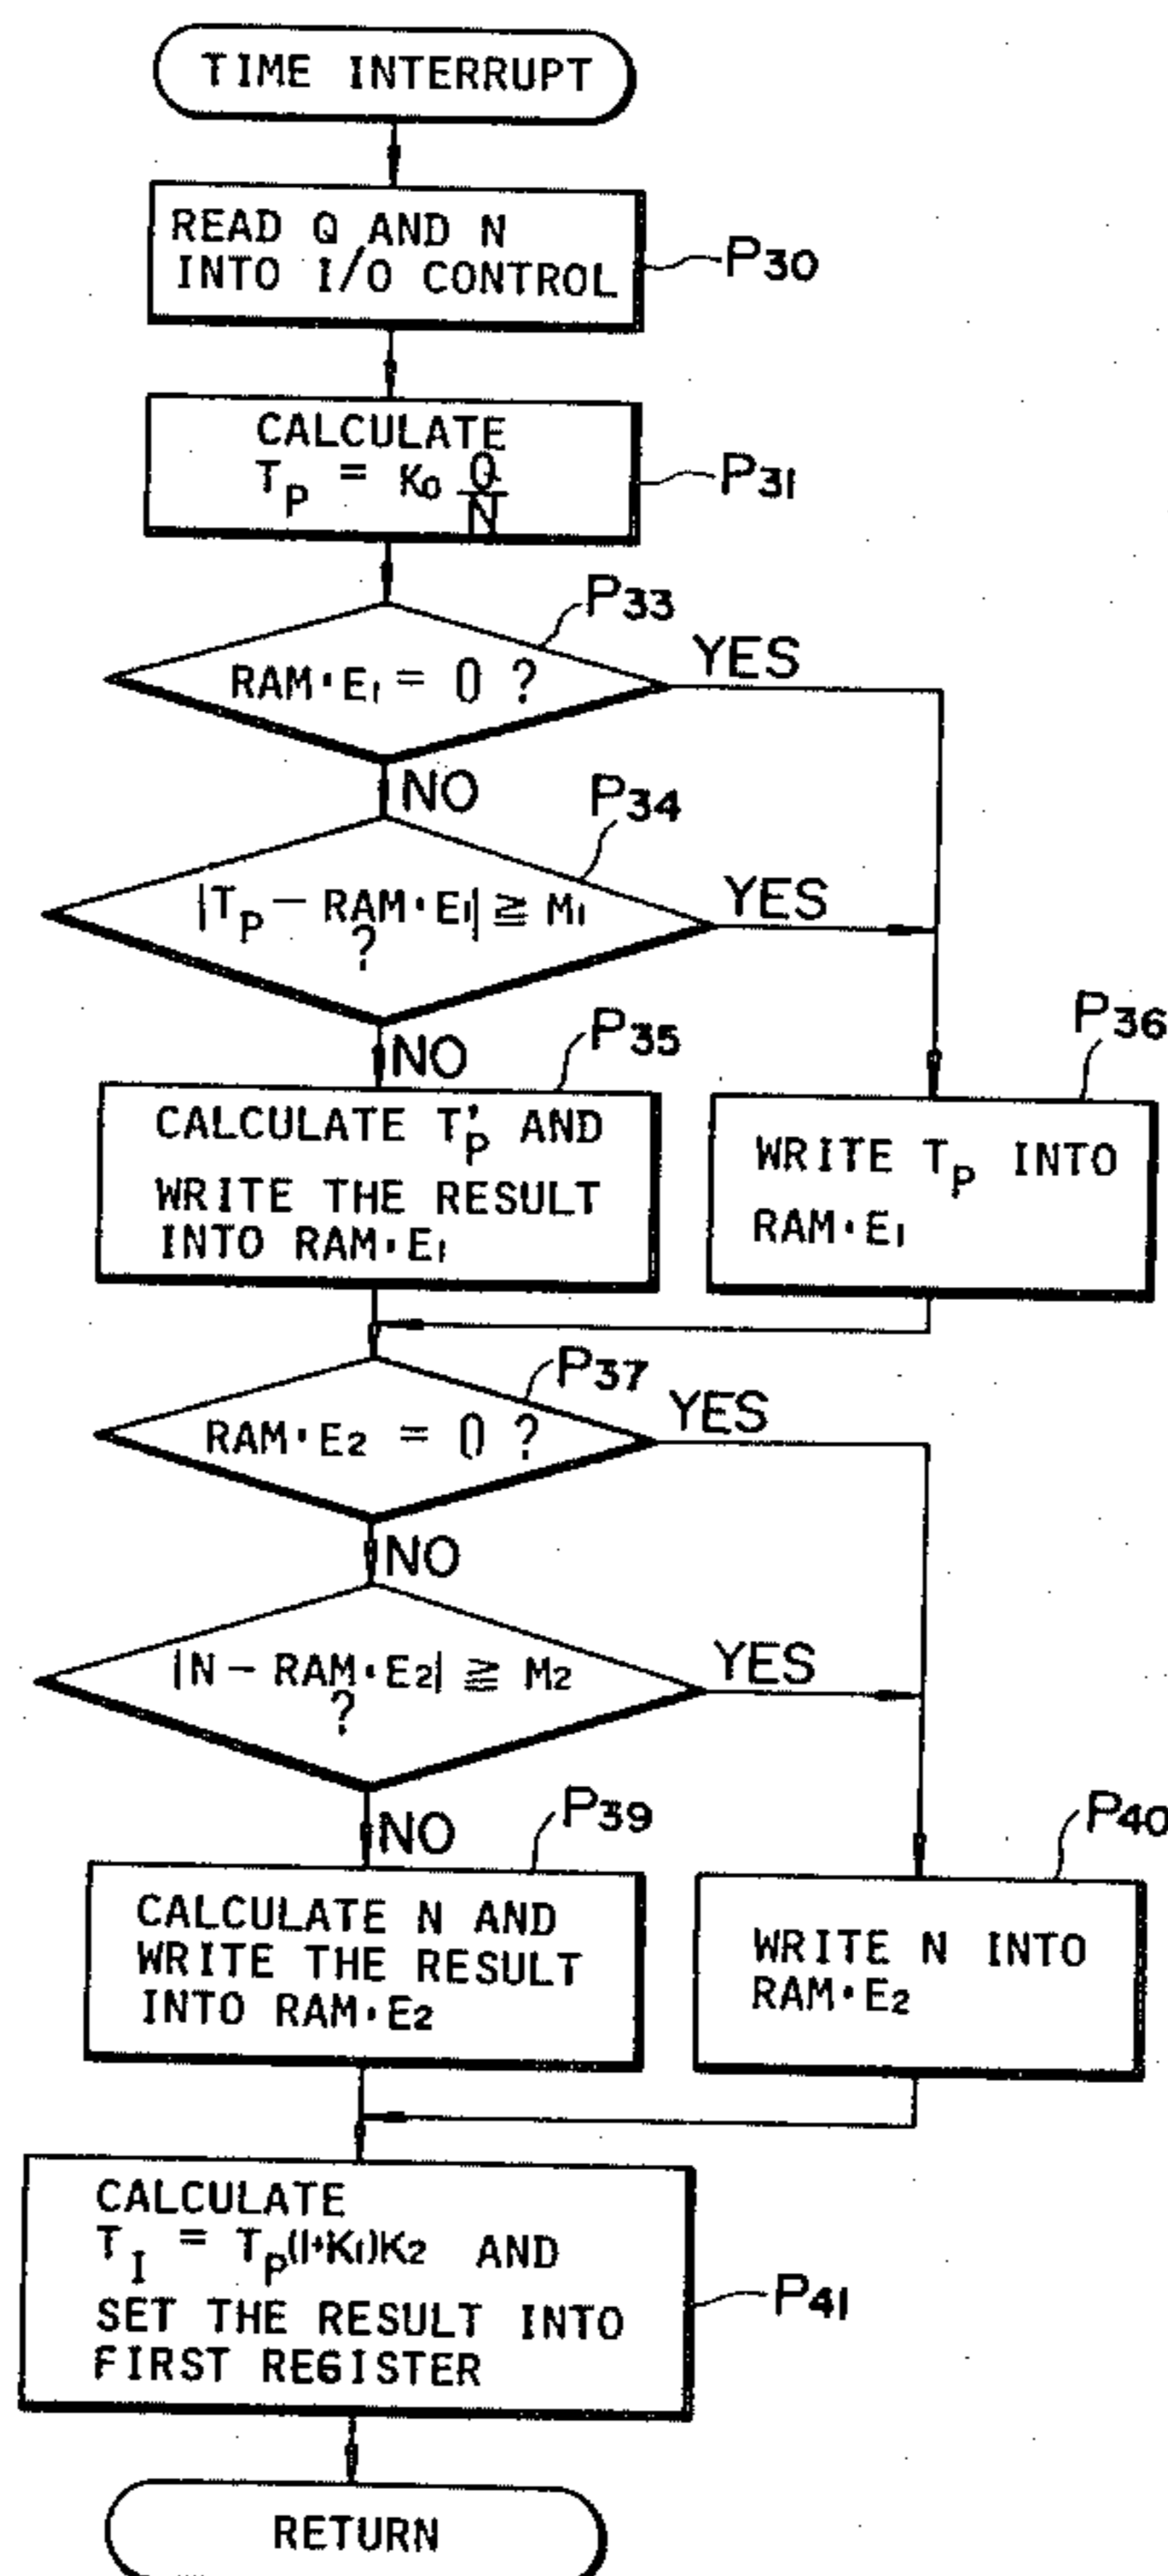 TIME INTERRUPT
READ Q AND N
INTO I/O CONTROL
P30
CALCULATE
TP = K0 Q/N
P31
P33
RAM·E1 = 0 ?
YES
NO
P34
|TP - RAM·E1| ≧ M1
?
YES
NO
P35
P36
CALCULATE T'P AND
WRITE THE RESULT
INTO RAM·E1
WRITE TP INTO
RAM·E1
P37
RAM·E2 = 0 ?
YES
NO
|N - RAM·E2| ≧ M2
?
YES
NO
P39
P40
CALCULATE N AND
WRITE THE RESULT
INTO RAM·E2
WRITE N INTO
RAM·E2
CALCULATE
TI = TP(1+K1)K2 AND
SET THE RESULT INTO
FIRST REGISTER
P41
RETURN